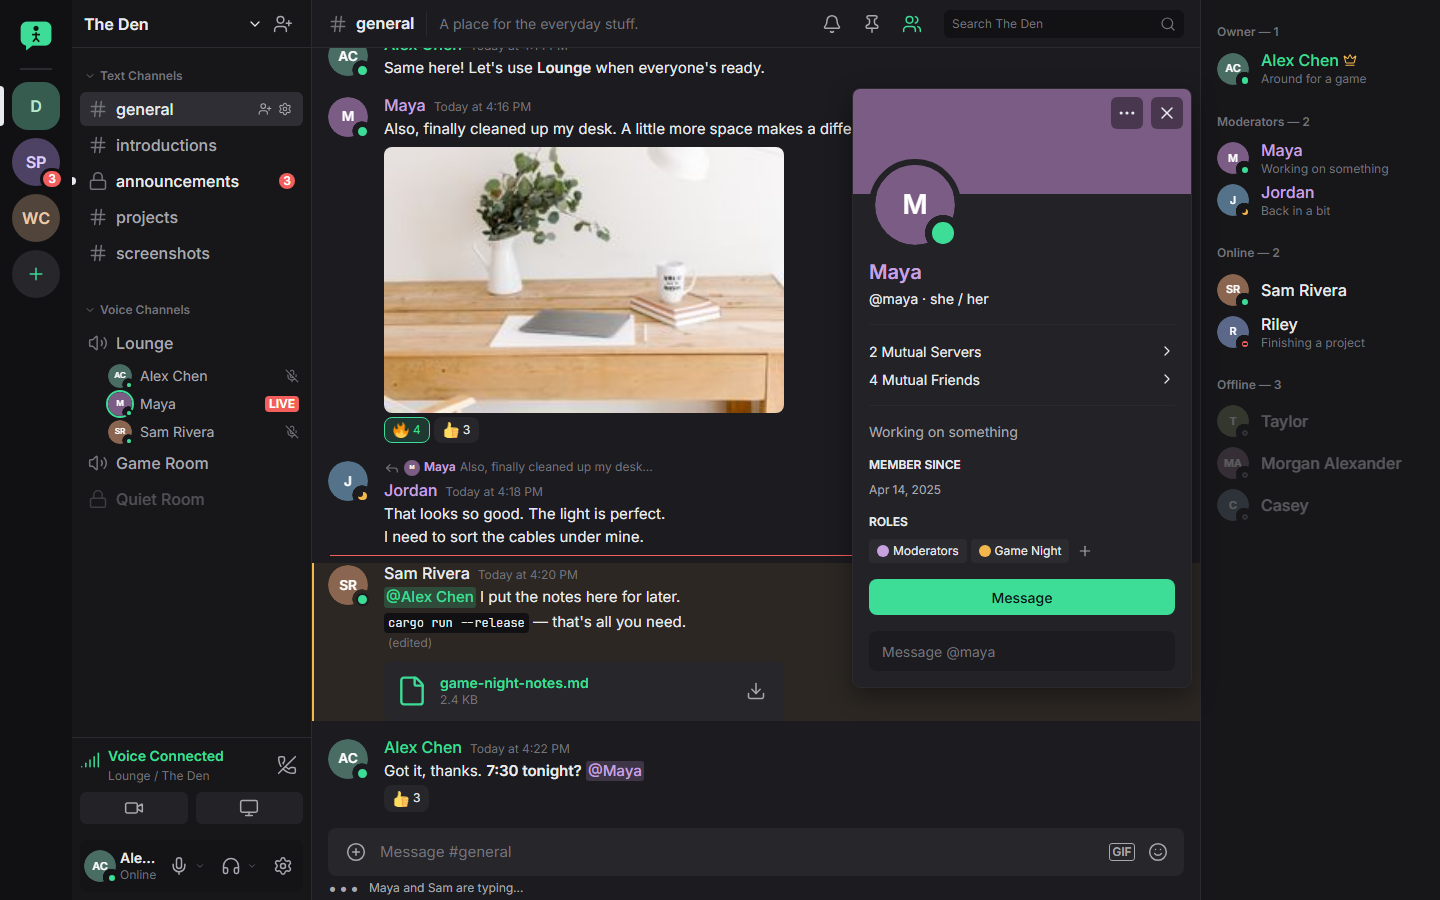 The Den
D
SP
3
WC
Text Channels
general
introductions
announcements
3
projects
screenshots
Voice Channels
Lounge
AC
Alex Chen
M
Maya
LIVE
SR
Sam Rivera
Game Room
Quiet Room
Voice Connected
Lounge / The Den
AC
Ale...
Online
general
A place for the everyday stuff.
Search The Den
AC
Same here! Let's use Lounge when everyone's ready.
M
Maya Today at 4:16 PM
Also, finally cleaned up my desk. A little more space makes a diffe
4
3
M Maya Also, finally cleaned up my desk...
J
Jordan Today at 4:18 PM
That looks so good. The light is perfect.
I need to sort the cables under mine.
SR
Sam Rivera Today at 4:20 PM
@Alex Chen I put the notes here for later.
cargo run --release — that's all you need.
(edited)
game-night-notes.md
2.4 KB
AC
Alex Chen Today at 4:22 PM
Got it, thanks. 7:30 tonight? @Maya
3
Message #general
GIF
Maya and Sam are typing...
M
Maya
@maya · she / her
2 Mutual Servers
4 Mutual Friends
Working on something
MEMBER SINCE
Apr 14, 2025
ROLES
Moderators
Game Night
Message
Message @maya
Owner — 1
AC
Alex Chen
Around for a game
Moderators — 2
M
Maya
Working on something
J
Jordan
Back in a bit
Online — 2
SR
Sam Rivera
R
Riley
Finishing a project
Offline — 3
T
Taylor
MA
Morgan Alexander
C
Casey